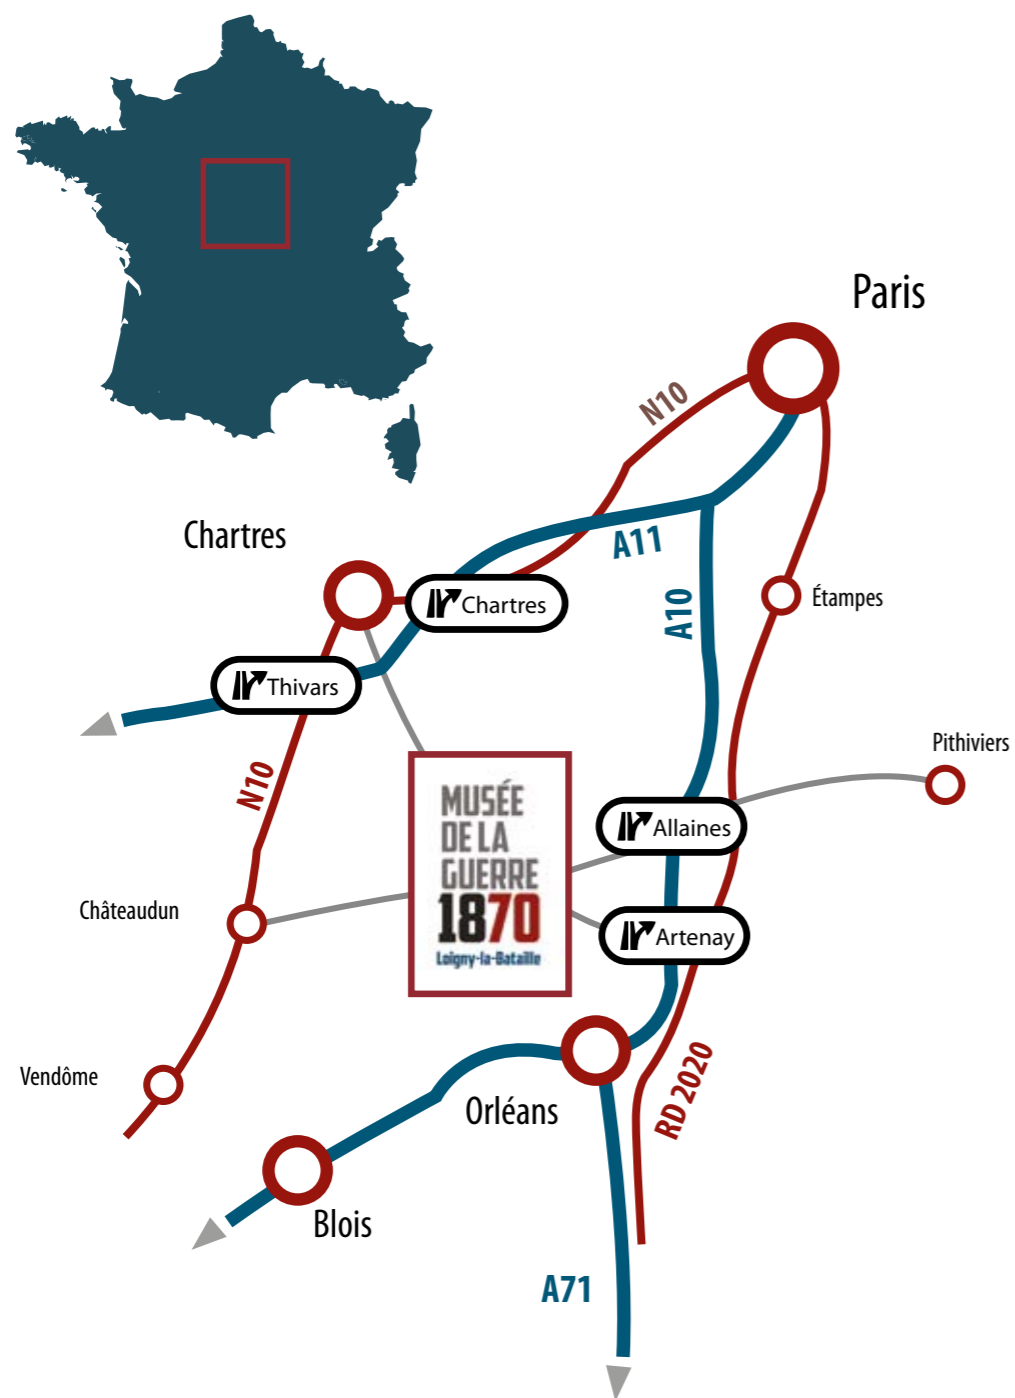 Paris
N10
Chartres
A11
Chartres
A10
Étampes
Thivars
Pithiviers
N10
MUSÉE
DE LA
GUERRE
1870
Loigny-la-Bataille
Allaines
Châteaudun
Artenay
Vendôme
Orléans
RD 2020
Blois
A71